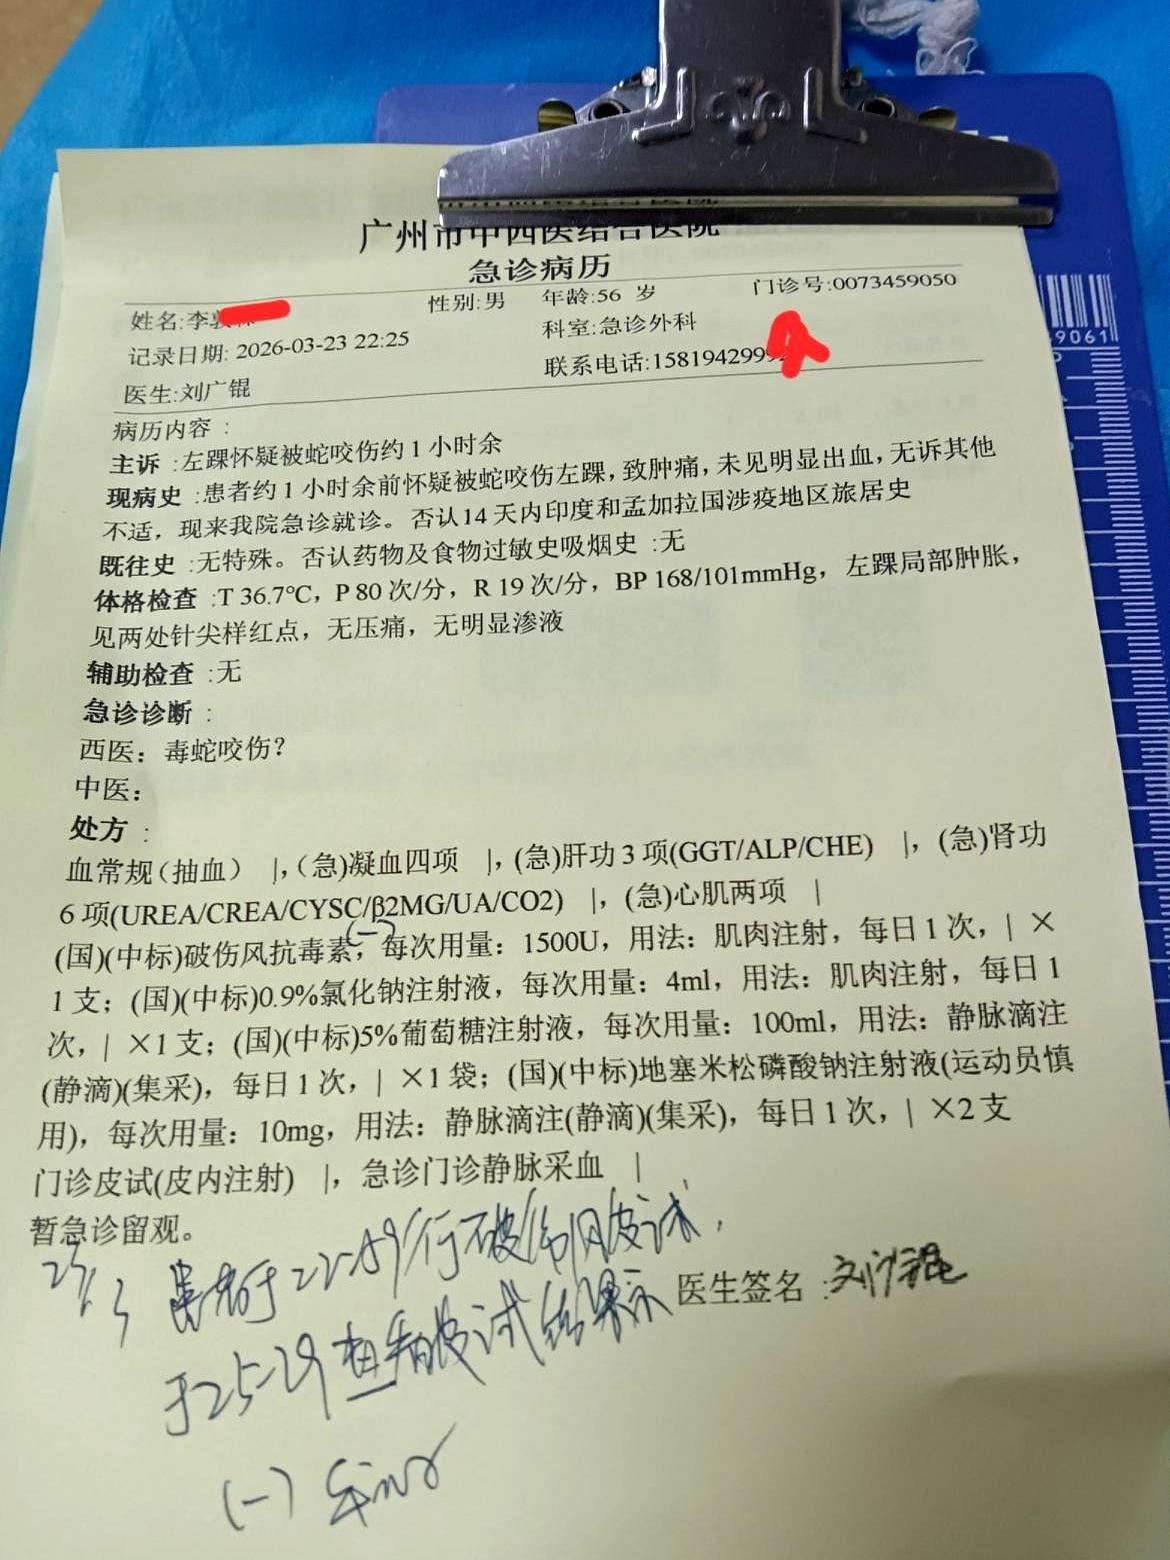 广州市中西医结合医院
急诊病历
姓名:李 性别:男 年龄:56 岁 门诊号:0073459050
记录日期: 2026-03-23 22:25 科室:急诊外科
医生:刘广锟 联系电话:1581942999
病历内容 :
主诉 :左踝怀疑被蛇咬伤约1小时余
现病史 :患者约1小时余前怀疑被蛇咬伤左踝,致肿痛,未见明显出血,无诉其他
不适,现来我院急诊就诊。否认14天内印度和孟加拉国涉疫地区旅居史
既往史 :无特殊。否认药物及食物过敏史吸烟史 :无
体格检查 :T 36.7℃, P 80 次/分, R 19 次/分, BP 168/101mmHg, 左踝局部肿胀,
见两处针尖样红点, 无压痛, 无明显渗液
辅助检查 :无
急诊诊断 :
西医: 毒蛇咬伤?
中医:
处方 :
血常规(抽血) |,(急)凝血四项 |,(急)肝功3项(GGT/ALP/CHE) |,(急)肾功
6项(UREA/CREA/CYSC/β2MG/UA/CO2) |,(急)心肌两项 |
(-)
(国)(中标)破伤风抗毒素, 每次用量: 1500U, 用法: 肌肉注射, 每日1次, | ×
1支; (国)(中标)0.9%氯化钠注射液, 每次用量: 4ml, 用法: 肌肉注射, 每日1
次, | ×1支; (国)(中标)5%葡萄糖注射液, 每次用量: 100ml, 用法: 静脉滴注
(静滴)(集采), 每日1次, | ×1袋; (国)(中标)地塞米松磷酸钠注射液(运动员慎
用), 每次用量: 10mg, 用法: 静脉滴注(静滴)(集采), 每日1次, | ×2支
门诊皮试(皮内注射) |, 急诊门诊静脉采血 |
暂急诊留观。
患者于22-59行破伤风皮试,
医生签名 :刘广锟
查看皮试结果示
(-)
9061